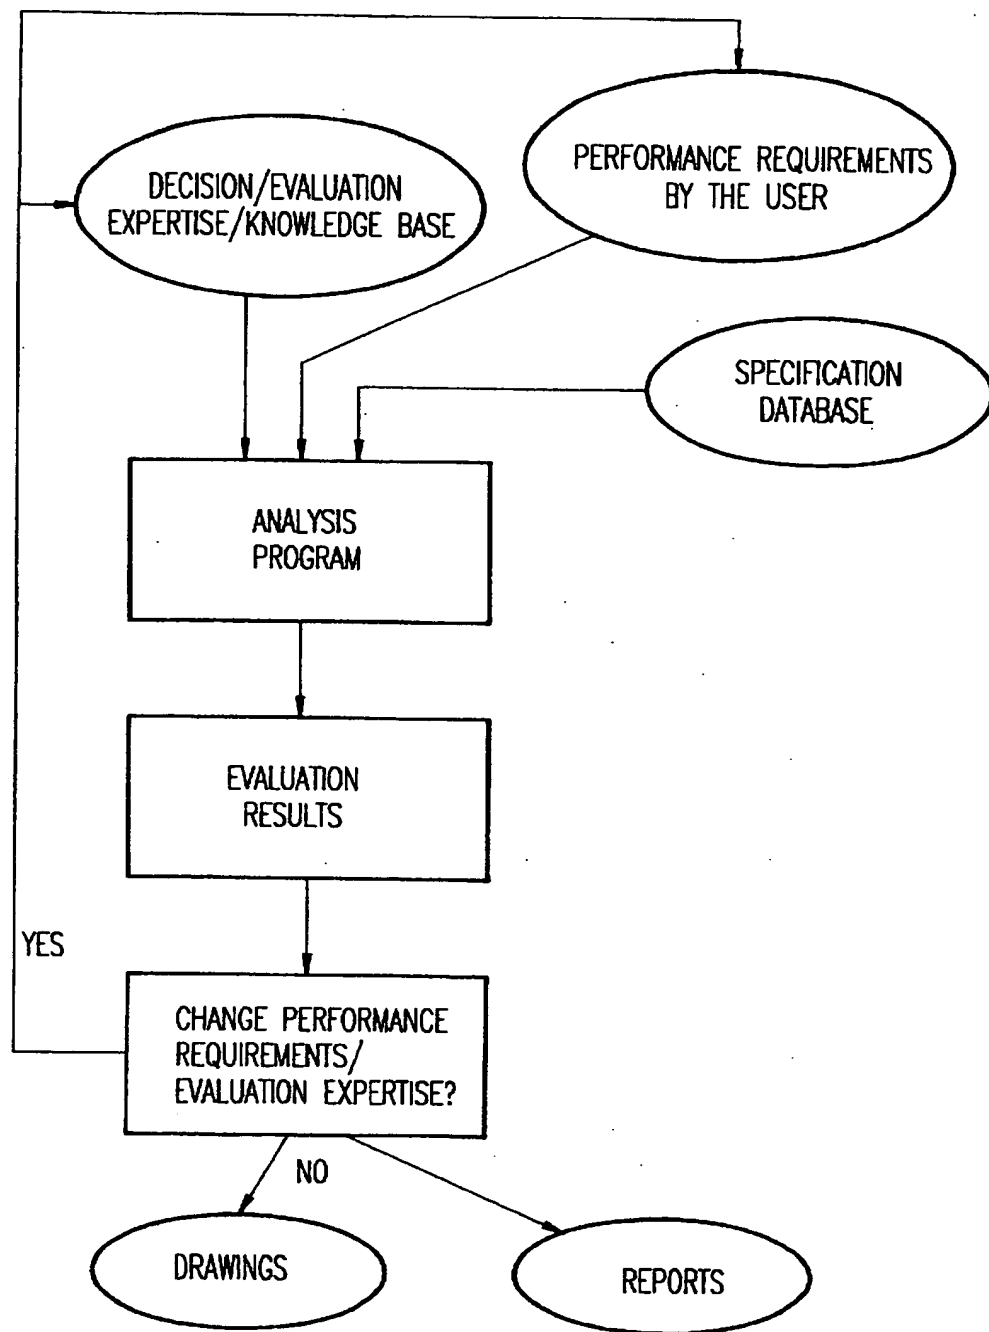 PERFORMANCE REQUIREMENTS
BY THE USER
DECISION/EVALUATION
EXPERTISE/KNOWLEDGE BASE
SPECIFICATION
DATABASE
ANALYSIS
PROGRAM
EVALUATION
RESULTS
YES
CHANGE PERFORMANCE
REQUIREMENTS/
EVALUATION EXPERTISE?
NO
DRAWINGS
REPORTS